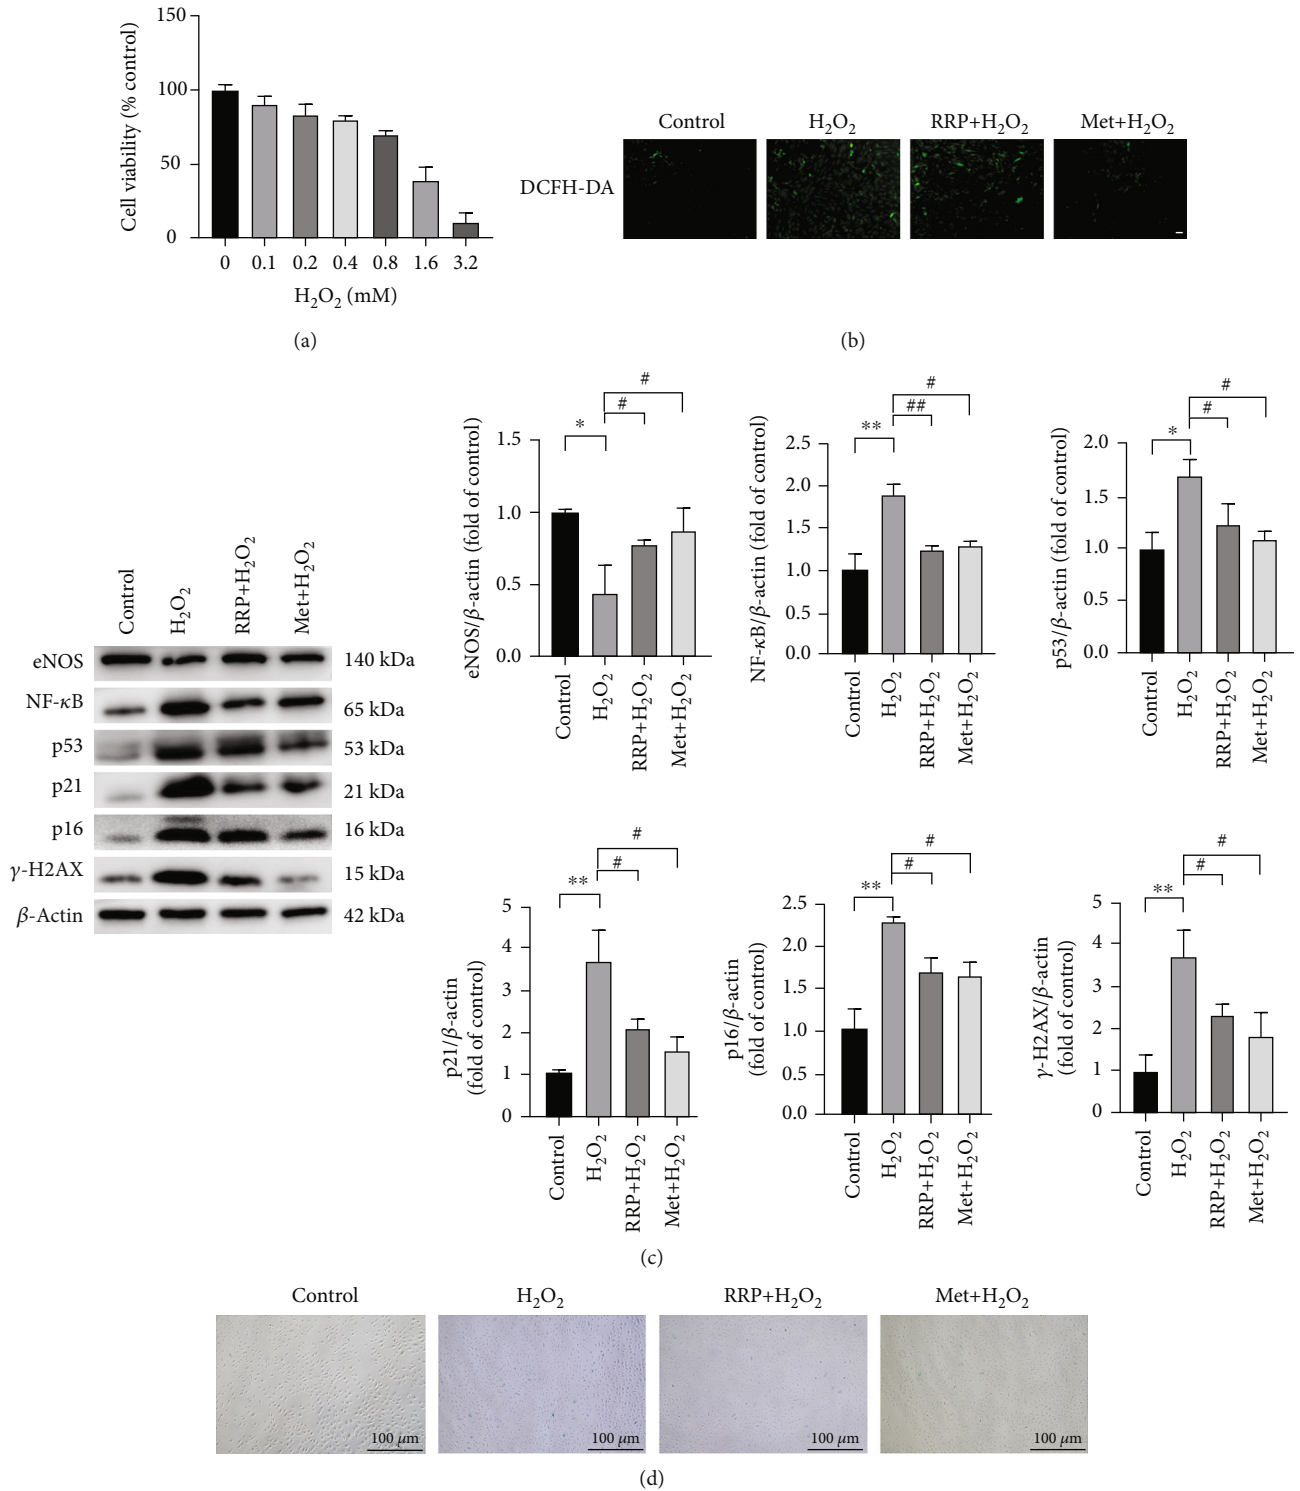 150
100
50
0
Cell viability (% control)
0 0.1 0.2 0.4 0.8 1.6 3.2
H₂O₂ (mM)
(a)
Control H₂O₂ RRP+H₂O₂ Met+H₂O₂
DCFH-DA
(b)
Control H₂O₂ RRP+H₂O₂ Met+H₂O₂
eNOS 140 kDa
NF-κB 65 kDa
p53 53 kDa
p21 21 kDa
p16 16 kDa
γ-H2AX 15 kDa
β-Actin 42 kDa
#
#
*
1.5
1.0
0.5
0.0
eNOS/β-actin (fold of control)
Control H₂O₂ RRP+H₂O₂ Met+H₂O₂
#
##
**
2.5
2.0
1.5
1.0
0.5
0.0
NF-κB/β-actin (fold of control)
Control H₂O₂ RRP+H₂O₂ Met+H₂O₂
#
#
*
2.0
1.5
1.0
0.5
0.0
p53/β-actin (fold of control)
Control H₂O₂ RRP+H₂O₂ Met+H₂O₂
#
#
**
5
4
3
2
1
0
p21/β-actin
(fold of control)
Control H₂O₂ RRP+H₂O₂ Met+H₂O₂
#
#
**
2.5
2.0
1.5
1.0
0.5
0.0
p16/β-actin
(fold of control)
Control H₂O₂ RRP+H₂O₂ Met+H₂O₂
#
#
**
5
4
3
2
1
0
γ-H2AX/β-actin
(fold of control)
Control H₂O₂ RRP+H₂O₂ Met+H₂O₂
(c)
Control H₂O₂ RRP+H₂O₂ Met+H₂O₂
100 μm 100 μm 100 μm 100 μm
(d)